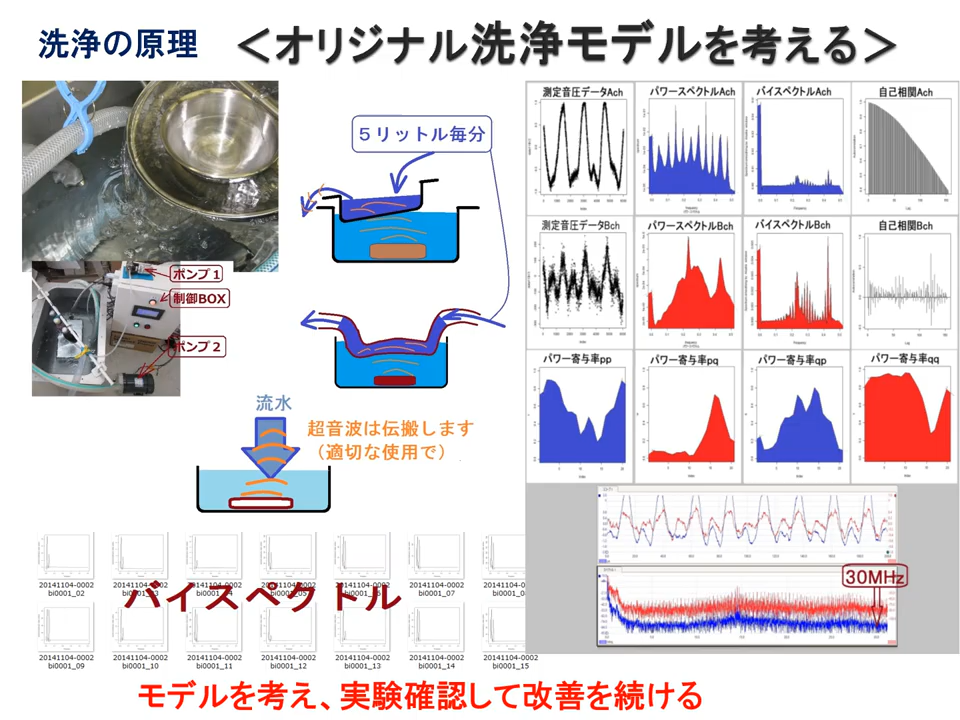 洗浄の原理
＜オリジナル洗浄モデルを考える＞
ポンプ１
制御BOX
ポンプ２
５リットル毎分
流水
超音波は伝搬します
（適切な使用で）
測定音圧データAch
パワースペクトルAch
バイスペクトルAch
自己相関Ach
測定音圧データBch
パワースペクトルBch
バイスペクトルBch
自己相関Bch
パワー寄与率pp
パワー寄与率pq
パワー寄与率qp
パワー寄与率qq
30MHz
20141104-0002
bi0001_02
20141104-0002
20141104-0002
20141104-0002
20141104-0002
20141104-0002
bi0001_07
バイスペクトル
20141104-0002
bi0001_09
20141104-0002
bi0001_10
20141104-0002
bi0001_11
20141104-0002
bi0001_12
20141104-0002
bi0001_13
20141104-0002
bi0001_14
20141104-0002
bi0001_15
モデルを考え、実験確認して改善を続ける